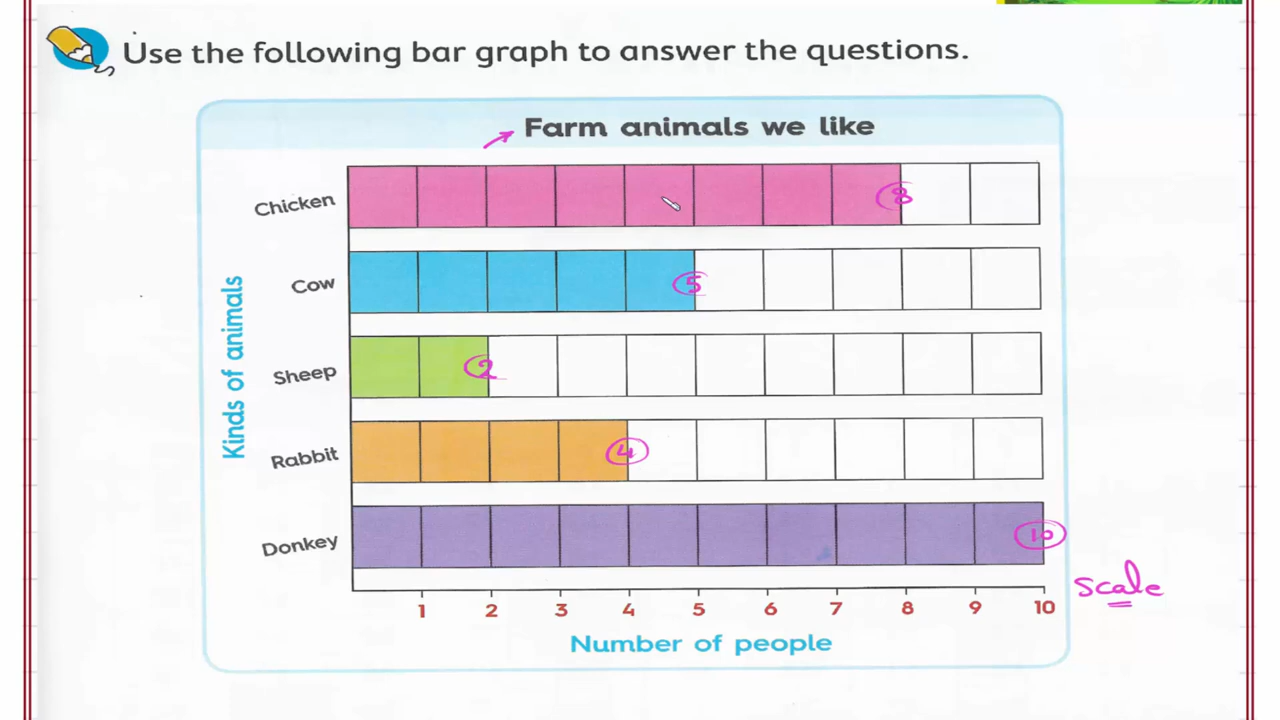 Use the following bar graph to answer the questions.
Farm animals we like
Chicken
8
Cow
5
Kinds of animals
Sheep
2
Rabbit
4
Donkey
10
scale
1 2 3 4 5 6 7 8 9 10
Number of people